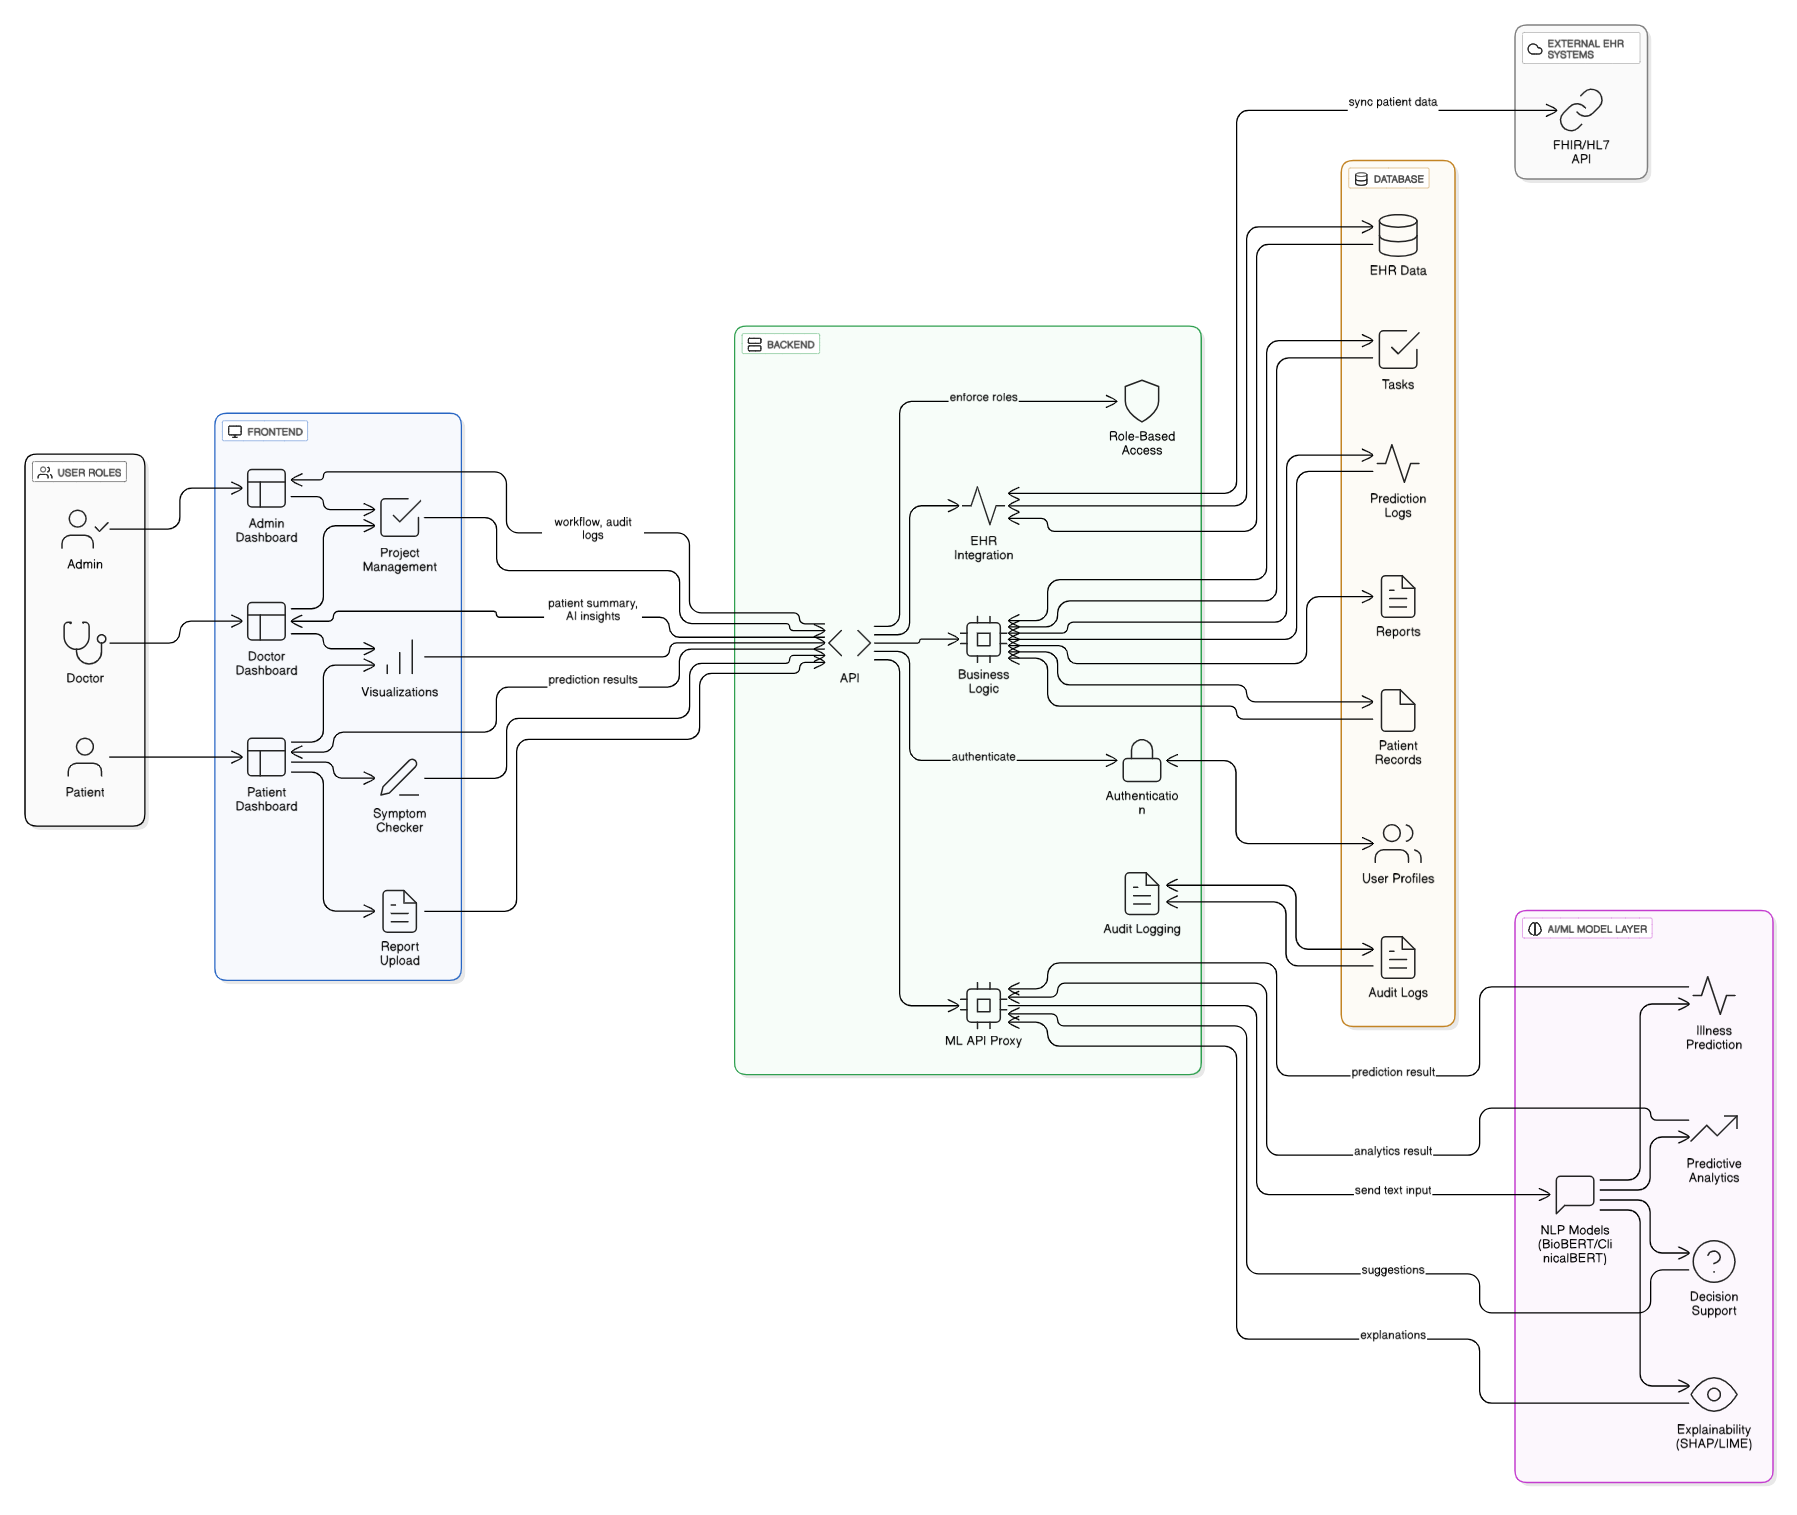 EXTERNAL EHR
SYSTEMS
sync patient data
FHIR/HL7
API
DATABASE
EHR Data
Tasks
Prediction
Logs
Reports
Patient
Records
User Profiles
Audit Logs
BACKEND
enforce roles
Role-Based
Access
EHR
Integration
API
Business
Logic
authenticate
Authenticatio
n
Audit Logging
ML API Proxy
FRONTEND
Admin
Dashboard
Project
Management
Doctor
Dashboard
Visualizations
Patient
Dashboard
Symptom
Checker
Report
Upload
USER ROLES
Admin
Doctor
Patient
workflow, audit
logs
patient summary,
AI insights
prediction results
AI/ML MODEL LAYER
Illness
Prediction
prediction result
Predictive
Analytics
analytics result
send text input
NLP Models
(BioBERT/Cli
nicalBERT)
suggestions
Decision
Support
explanations
Explainability
(SHAP/LIME)